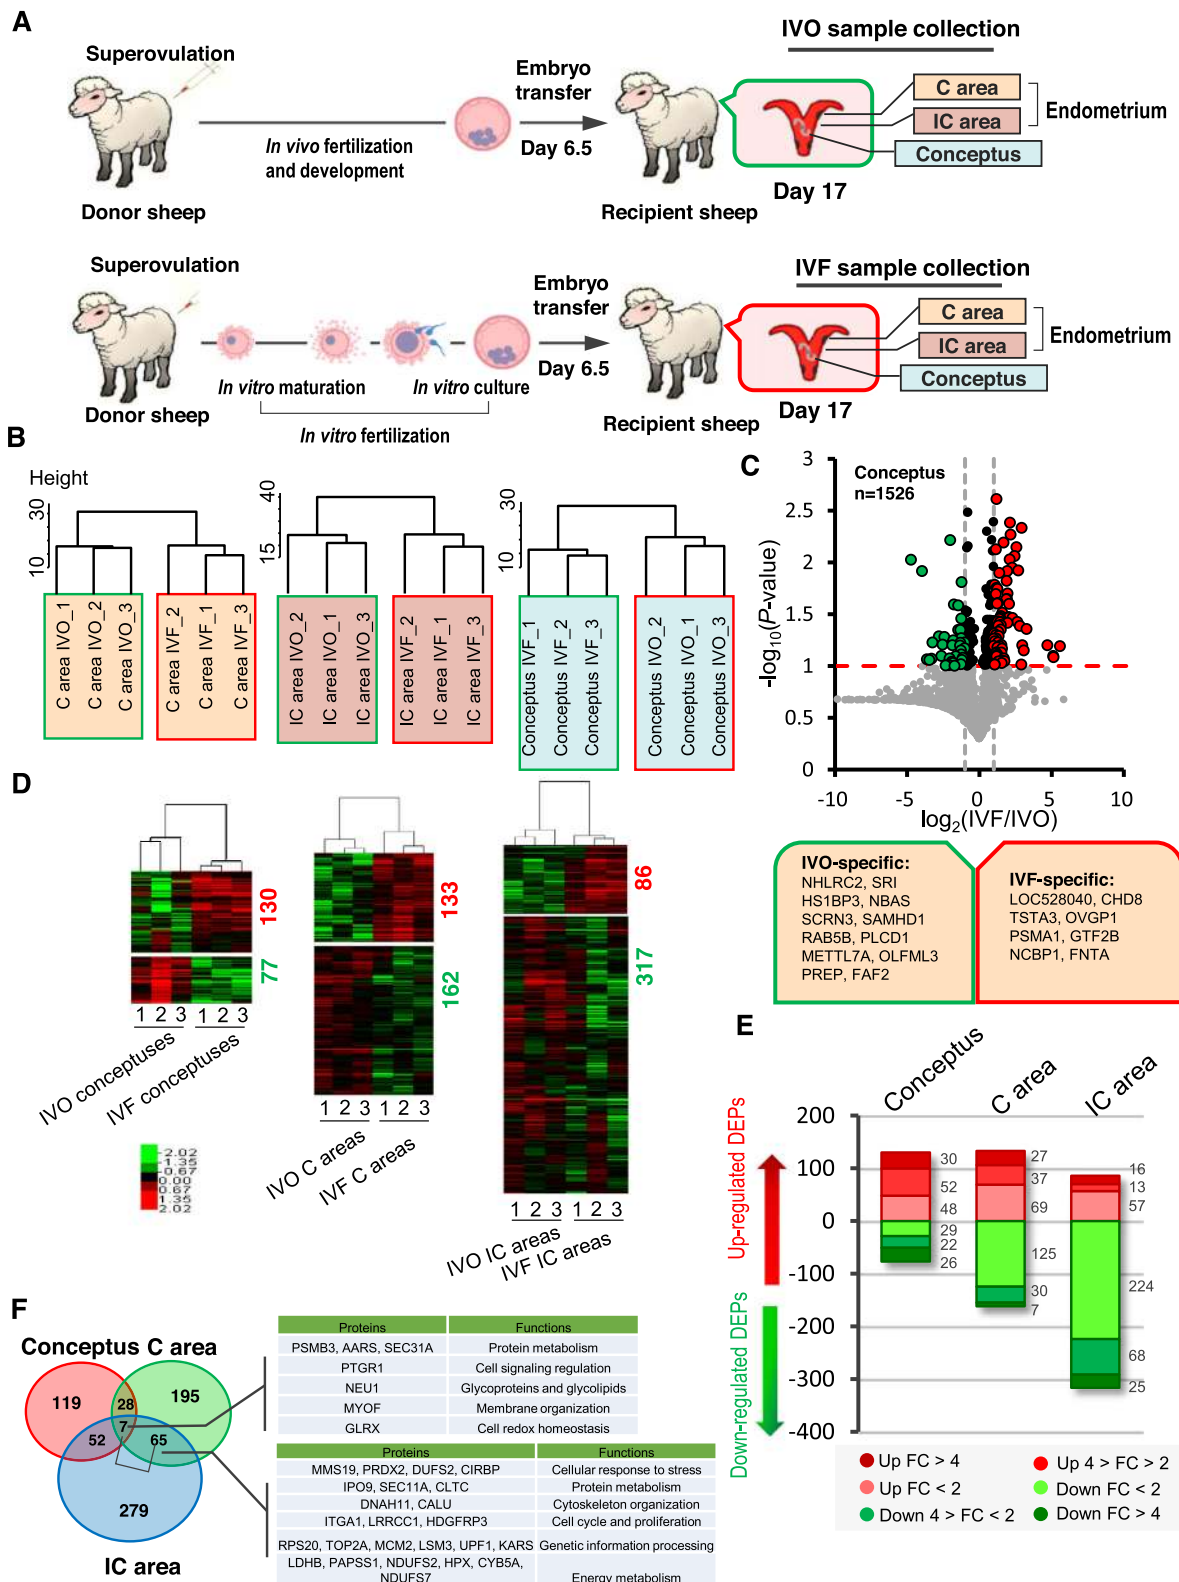 A
IVO sample collection
Superovulation
Embryo
transfer
Day 6.5
In vivo fertilization
and development
C area
IC area
Conceptus
Endometrium
Day 17
Donor sheep
Recipient sheep
Superovulation
IVF sample collection
Embryo
transfer
Day 6.5
C area
IC area
Conceptus
Endometrium
In vitro maturation
In vitro culture
Day 17
Donor sheep
Recipient sheep
In vitro fertilization
B
Height
30
10
C area IVO_1
C area IVO_2
C area IVO_3
C area IVF_2
C area IVF_1
C area IVF_3
40
15
IC area IVO_2
IC area IVO_1
IC area IVO_3
IC area IVF_2
IC area IVF_1
IC area IVF_3
30
10
Conceptus IVF_1
Conceptus IVF_2
Conceptus IVF_3
Conceptus IVO_2
Conceptus IVO_1
Conceptus IVO_3
C
Conceptus
n=1526
3
2.5
2
1.5
1
0.5
0
-log10(P-value)
-10 -5 0 5 10
log2(IVF/IVO)
IVO-specific:
NHLRC2, SRI
HS1BP3, NBAS
SCRN3, SAMHD1
RAB5B, PLCD1
METTL7A, OLFML3
PREP, FAF2
IVF-specific:
LOC528040, CHD8
TSTA3, OVGP1
PSMA1, GTF2B
NCBP1, FNTA
D
130
77
1 2 3 1 2 3
IVO conceptuses
IVF conceptuses
133
162
1 2 3 1 2 3
IVO C areas
IVF C areas
86
317
1 2 3 1 2 3
IVO IC areas
IVF IC areas
-2.02
-1.35
-0.67
0.00
0.67
1.35
2.02
E
Conceptus
C area
IC area
Up-regulated DEPs
Down-regulated DEPs
200
100
0
-100
-200
-300
-400
30
52
48
29
22
26
27
37
69
125
30
7
16
13
57
224
68
25
Up FC > 4
Up 4 > FC > 2
Up FC < 2
Down FC < 2
Down 4 > FC < 2
Down FC > 4
F
Conceptus C area
119
28
195
7
52
65
279
IC area
Proteins Functions
PSMB3, AARS, SEC31A Protein metabolism
PTGR1 Cell signaling regulation
NEU1 Glycoproteins and glycolipids
MYOF Membrane organization
GLRX Cell redox homeostasis
Proteins Functions
MMS19, PRDX2, DUFS2, CIRBP Cellular response to stress
IPO9, SEC11A, CLTC Protein metabolism
DNAH11, CALU Cytoskeleton organization
ITGA1, LRRCC1, HDGFRP3 Cell cycle and proliferation
RPS20, TOP2A, MCM2, LSM3, UPF1, KARS Genetic information processing
LDHB, PAPSS1, NDUFS2, HPX, CYB5A,
NDUFS7 Energy metabolism